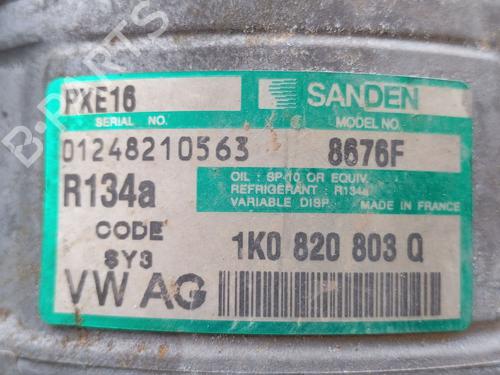 PXE16
SANDEN
SERIAL NO.
MODEL NO.
01248210563
8676F
R134a
OIL : SP-10 OR EQUIV.
REFRIGERANT : R134a
VARIABLE DISP.
MADE IN FRANCE
CODE
SY3
1K0 820 803 Q
VW AG
B-PARTS